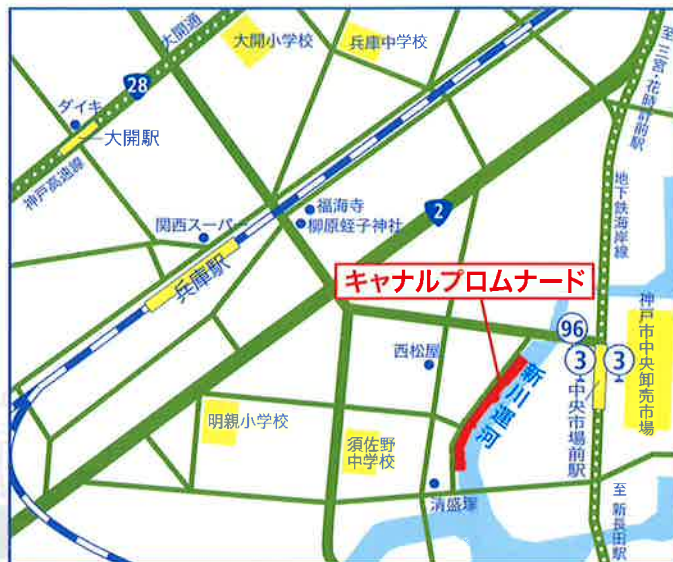 大開通
大開小学校
兵庫中学校
至 三宮・花時計前駅
28
ダイキ
大開駅
神戸高速線
地下鉄海岸線
福海寺
柳原蛭子神社
関西スーパー
2
兵庫駅
キャナルプロムナード
神戸市中央卸売市場
96
西松屋
3
3
新川運河
中央市場前駅
明親小学校
須佐野
中学校
清盛塚
至 新長田駅